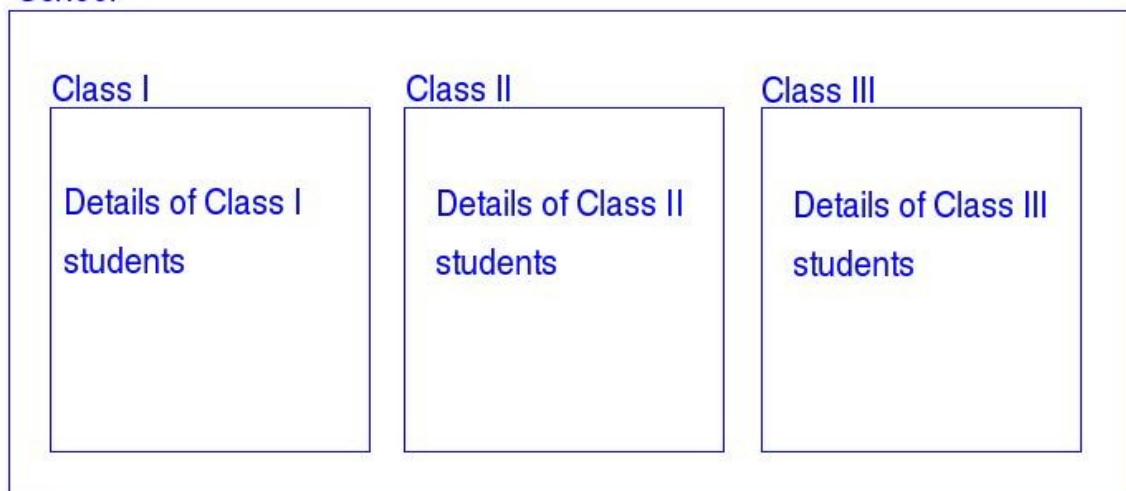 Class I
Class II
Class III
Details of Class I
students
Details of Class II
students
Details of Class III
students